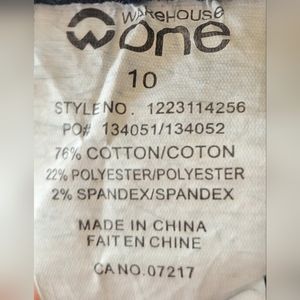 WAREHOUSE
One
10
STYLE NO. 1223114256
PO# 134051/134052
76% COTTON/COTON
22% POLYESTER/POLYESTER
2% SPANDEX/SPANDEX
MADE IN CHINA
FAIT EN CHINE
CA NO. 07217